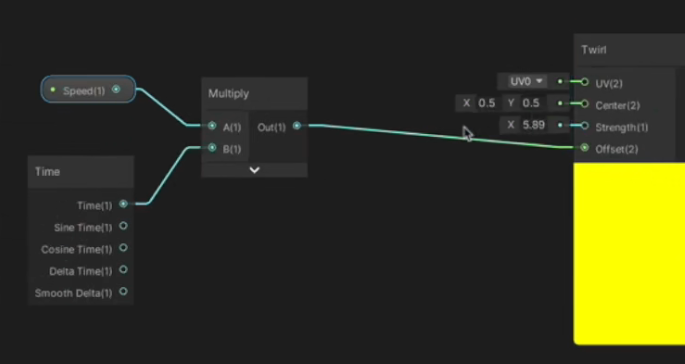 Speed(1)
Multiply
A(1)
Out(1)
B(1)
Time
Time(1)
Sine Time(1)
Cosine Time(1)
Delta Time(1)
Smooth Delta(1)
Twirl
UV0
UV(2)
X 0.5 Y 0.5
Center(2)
X 5.89
Strength(1)
Offset(2)